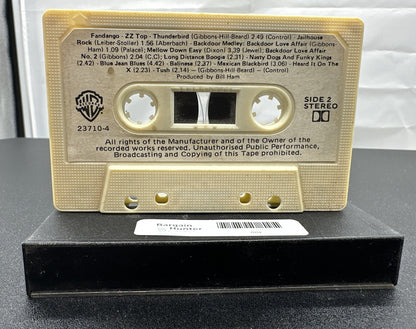 Fandango - ZZ Top - Thunderbird (Gibbons-Hill-Beard) 2.49 (Control) - Jailhouse
Rock (Leiber-Stoller) 1.56 (Aberbach) - Backdoor Medley: Backdoor Love Affair (Gibbons-
Ham) 1.09 (Palace); Mellow Down Easy (Dixon) (3.39 (Jewel); Backdoor Love Affair
No. 2 (Gibbons) (2.04 (C.C); Long Distance Boogie (2.31) - Nasty Dogs And Funky Kings
(2.42) - Blue Jean Blues (4.42) - Balinese (2.37) - Mexican Blackbird (3.06) - Heard It On The
X (2.23) - Tush (2.14) - (Gibbons-Hill-Beard) - (Control)
Produced by Bill Ham
23710-4
SIDE 2
STEREO
All rights of the Manufacturer and of the Owner of the
recorded works reserved. Unauthorised Public Performance,
Broadcasting and Copying of this Tape prohibited.
Bargain
Hunter